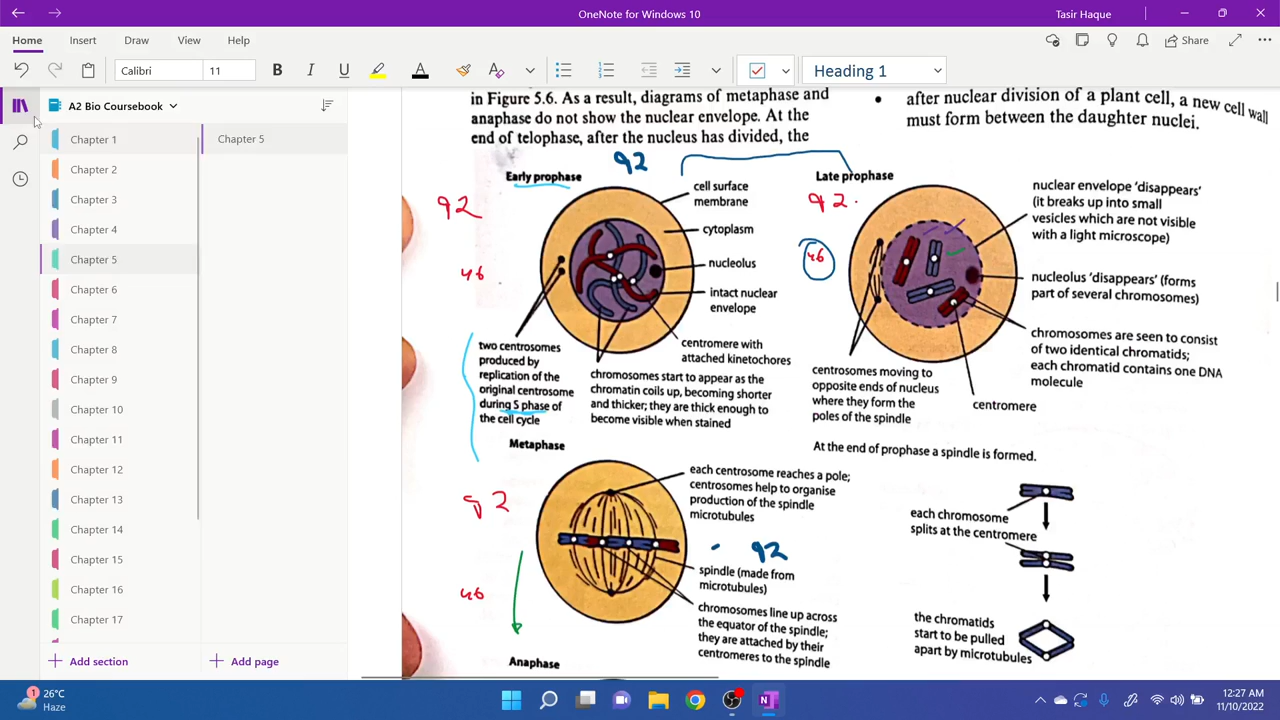 OneNote for Windows 10
Tasir Haque
Home
Insert
Draw
View
Help
Share
Calibri
11
B
I
U
A
Heading 1
A2 Bio Coursebook
Chapter 1
Chapter 2
Chapter 3
Chapter 4
Chapter 5
Chapter 6
Chapter 7
Chapter 8
Chapter 9
Chapter 10
Chapter 11
Chapter 12
Chapter 13
Chapter 14
Chapter 15
Chapter 16
Chapter 17
Add section
Chapter 5
Add page
in Figure 5.6. As a result, diagrams of metaphase and
anaphase do not show the nuclear envelope. At the
end of telophase, after the nucleus has divided, the
after nuclear division of a plant cell, a new cell wall
must form between the daughter nuclei.
Early prophase
92
92
46
cell surface
membrane
cytoplasm
nucleolus
intact nuclear
envelope
centromere with
attached kinetochores
two centrosomes
produced by
replication of the
original centrosome
during S phase of
the cell cycle
chromosomes start to appear as the
chromatin coils up, becoming shorter
and thicker; they are thick enough to
become visible when stained
Late prophase
92
46
nuclear envelope ‘disappears’
(it breaks up into small
vesicles which are not visible
with a light microscope)
nucleolus ‘disappears’ (forms
part of several chromosomes)
chromosomes are seen to consist
of two identical chromatids;
each chromatid contains one DNA
molecule
centromere
centrosomes moving to
opposite ends of nucleus
where they form the
poles of the spindle
At the end of prophase a spindle is formed.
Metaphase
92
46
each centrosome reaches a pole;
centrosomes help to organise
production of the spindle
microtubules
92
spindle (made from
microtubules)
chromosomes line up across
the equator of the spindle;
they are attached by their
centromeres to the spindle
each chromosome
splits at the centromere
the chromatids
start to be pulled
apart by microtubules
Anaphase
1
26°C
Haze
12:27 AM
11/10/2022